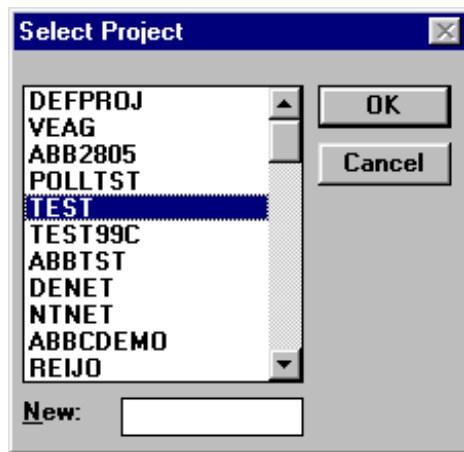 Select Project
DEFPROJ
VEAG
ABB2805
POLLTST
TEST
TEST99C
ABBTST
DENET
NTNET
ABBCDEMO
REIJO
OK
Cancel
New: